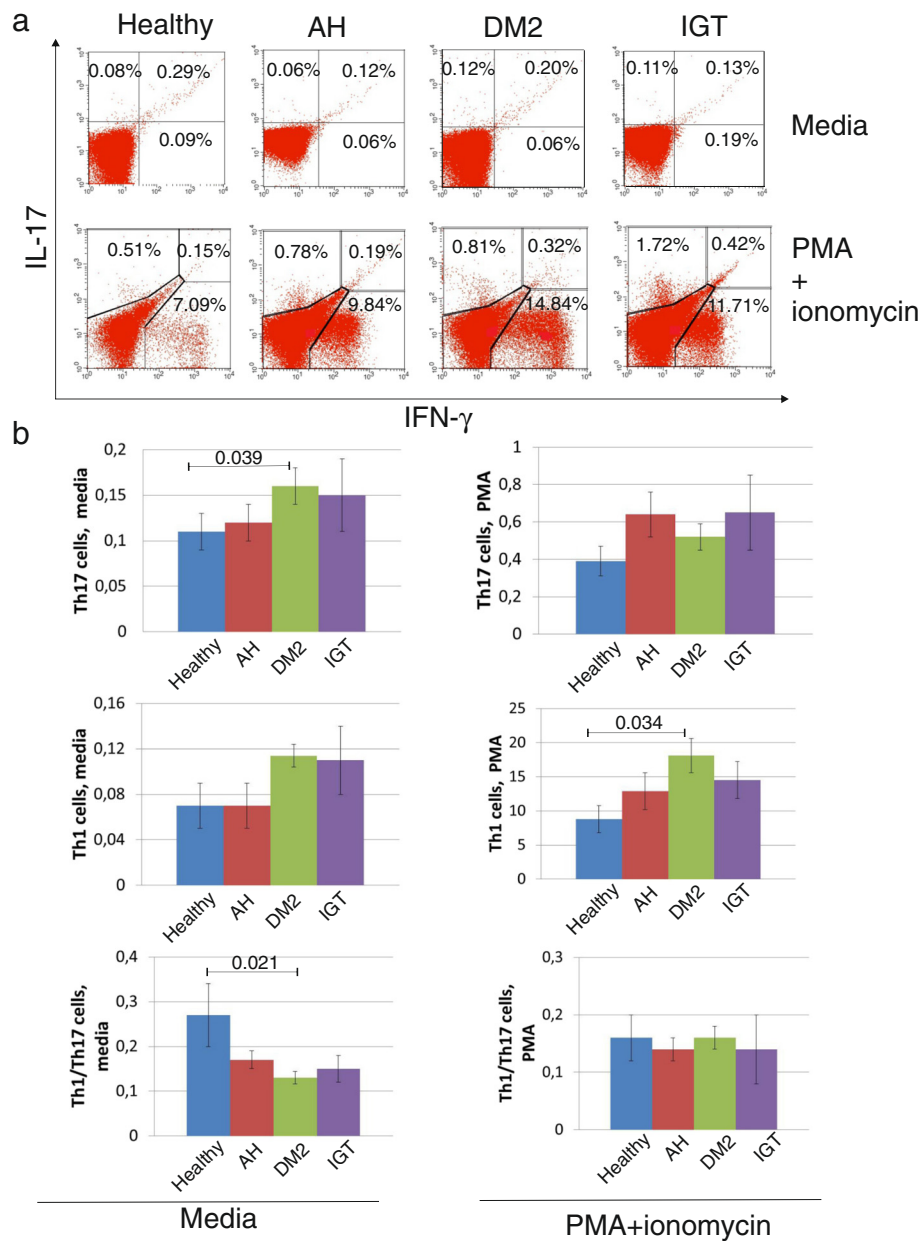 a
Healthy AH DM2 IGT
0.08% 0.29% 0.06% 0.12% 0.12% 0.20% 0.11% 0.13%
0.09% 0.06% 0.06% 0.19%
Media
0.51% 0.15% 0.78% 0.19% 0.81% 0.32% 1.72% 0.42%
7.09% 9.84% 14.84% 11.71%
PMA
+
ionomycin
IL-17
IFN-γ
b
Th17 cells, media
0,2
0,15
0,1
0,05
0
0.039
Healthy AH DM2 IGT
Th17 cells, PMA
1
0,8
0,6
0,4
0,2
0
Healthy AH DM2 IGT
Th1 cells, media
0,16
0,12
0,08
0,04
0
Healthy AH DM2 IGT
Th1 cells, PMA
25
20
15
10
5
0
0.034
Healthy AH DM2 IGT
Th1/Th17 cells,
media
0,4
0,3
0,2
0,1
0
0.021
Healthy AH DM2 IGT
Th1/Th17 cells,
PMA
0,3
0,2
0,1
0
Healthy AH DM2 IGT
Media
PMA+ionomycin